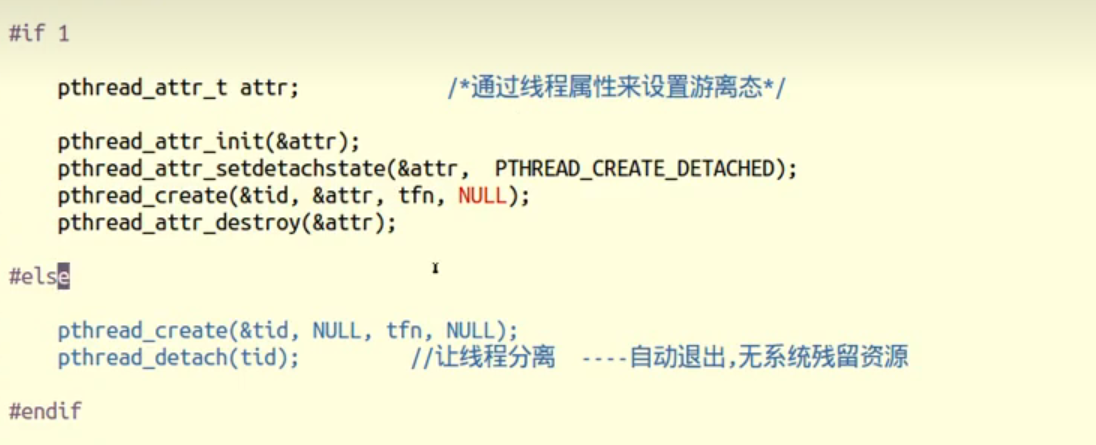 #if 1
pthread_attr_t attr; /*通过线程属性来设置游离态*/
pthread_attr_init(&attr);
pthread_attr_setdetachstate(&attr, PTHREAD_CREATE_DETACHED);
pthread_create(&tid, &attr, tfn, NULL);
pthread_attr_destroy(&attr);
#else
pthread_create(&tid, NULL, tfn, NULL);
pthread_detach(tid); //让线程分离 ----自动退出,无系统残留资源
#endif